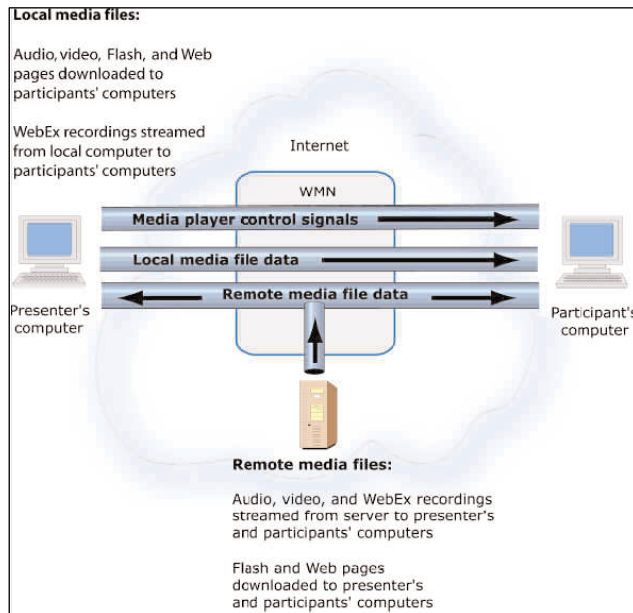 Local media files:
Audio, video, Flash, and Web
pages downloaded to
participants' computers
WebEx recordings streamed
from local computer to
participants' computers
Internet
WMN
Media player control signals
Local media file data
Remote media file data
Presenter's
computer
Participant's
computer
Remote media files:
Audio, video, and WebEx recordings
streamed from server to presenter's
and participants' computers
Flash and Web pages
downloaded to presenter's
and participants' computers